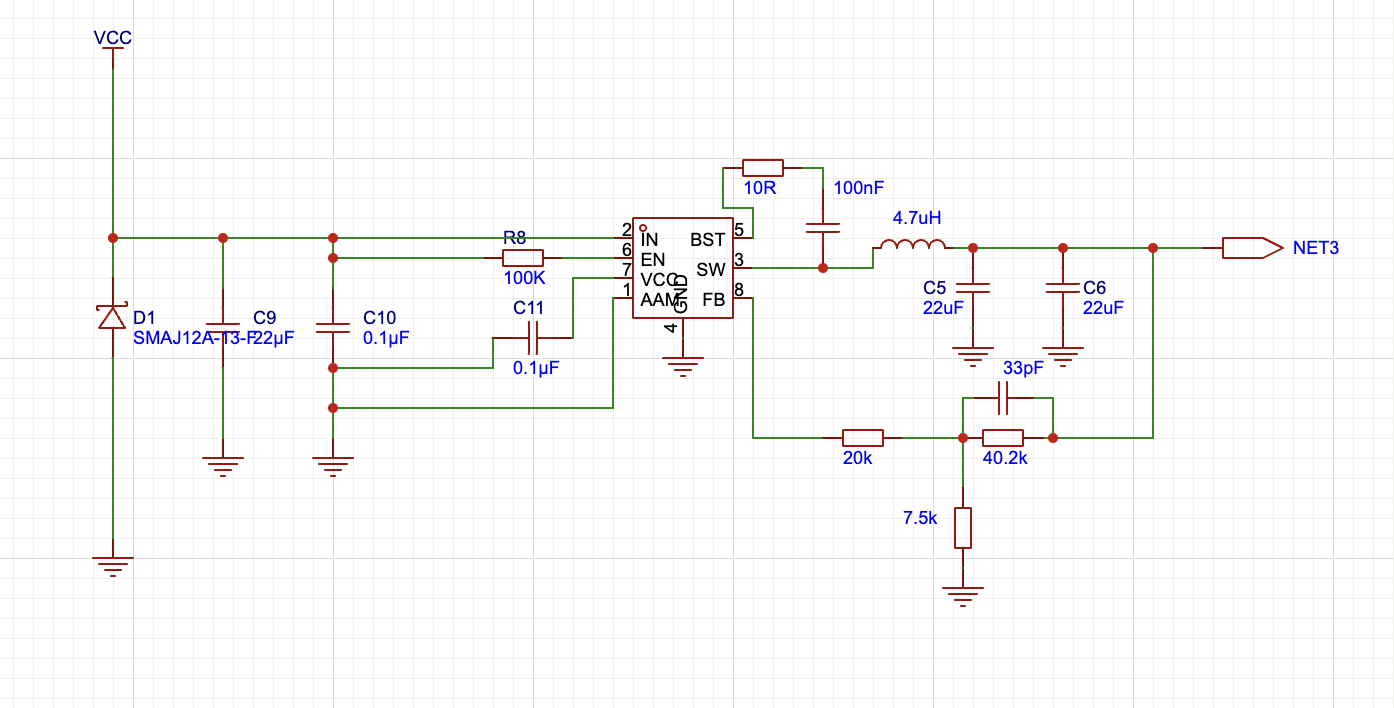 VCC
10R
100nF
4.7uH
R8
100K
2
6
7
1
IN
EN
VCC
AAM
GND
4
BST
SW
FB
5
3
8
NET3
C5
22uF
C6
22uF
D1
SMAJ12A-13-F
C9
22µF
C10
0.1µF
C11
0.1µF
33pF
20k
40.2k
7.5k